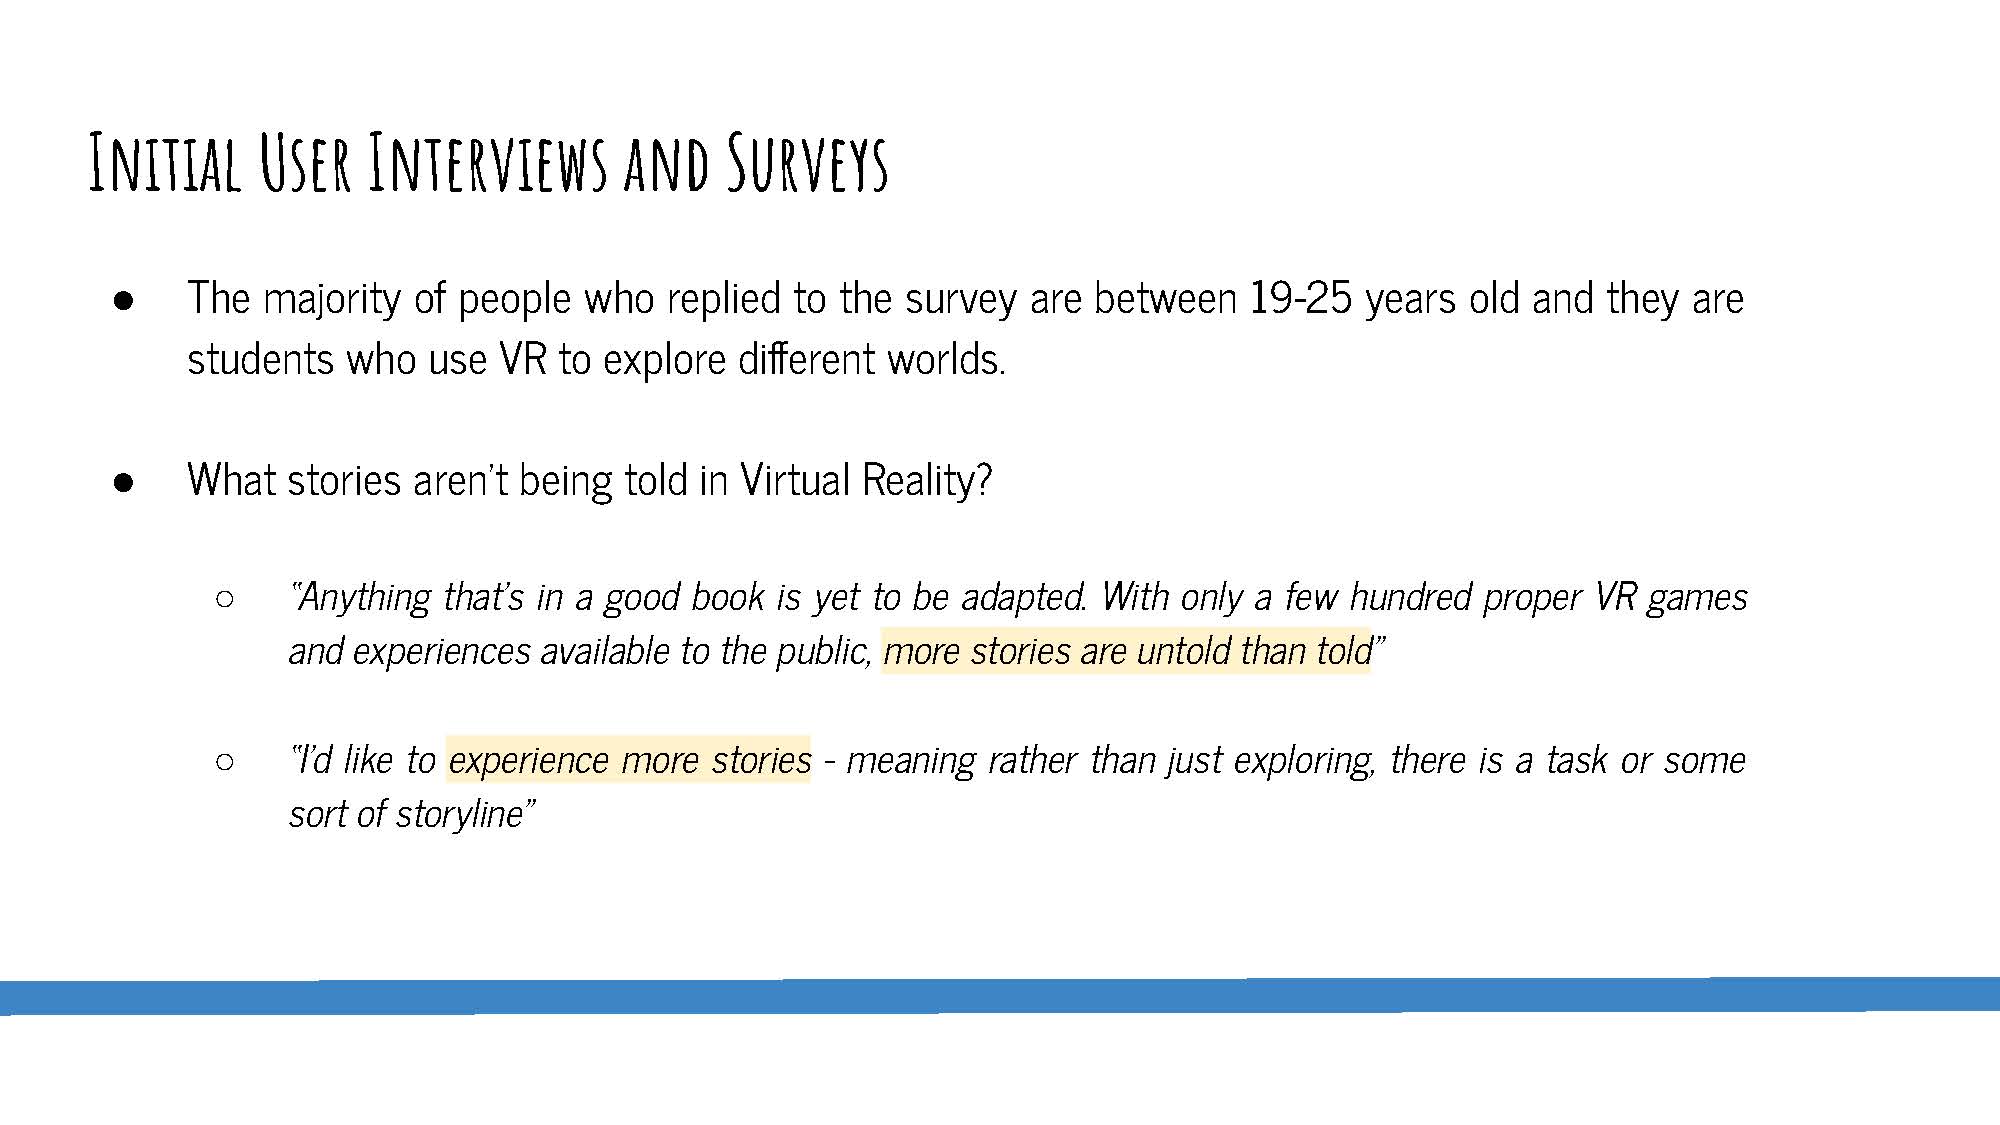 Initial User Interviews and Surveys
● The majority of people who replied to the survey are between 19-25 years old and they are
students who use VR to explore different worlds.
● What stories aren’t being told in Virtual Reality?
○ “Anything that’s in a good book is yet to be adapted. With only a few hundred proper VR games
and experiences available to the public, more stories are untold than told”
○ “I’d like to experience more stories - meaning rather than just exploring, there is a task or some
sort of storyline”